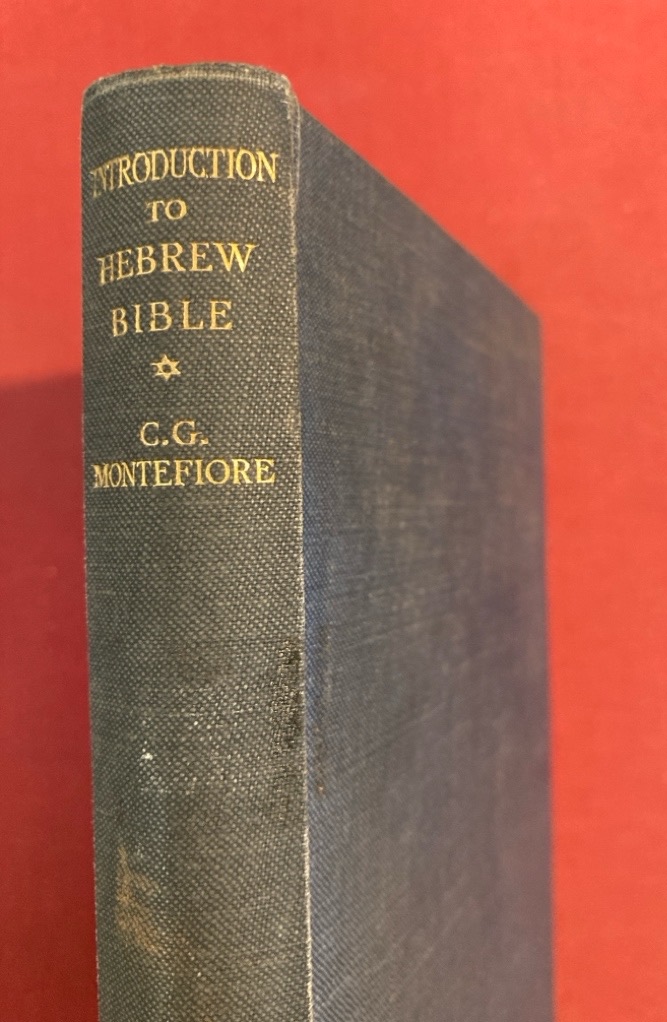 INTRODUCTION
TO
HEBREW
BIBLE
C.G.
MONTEFIORE